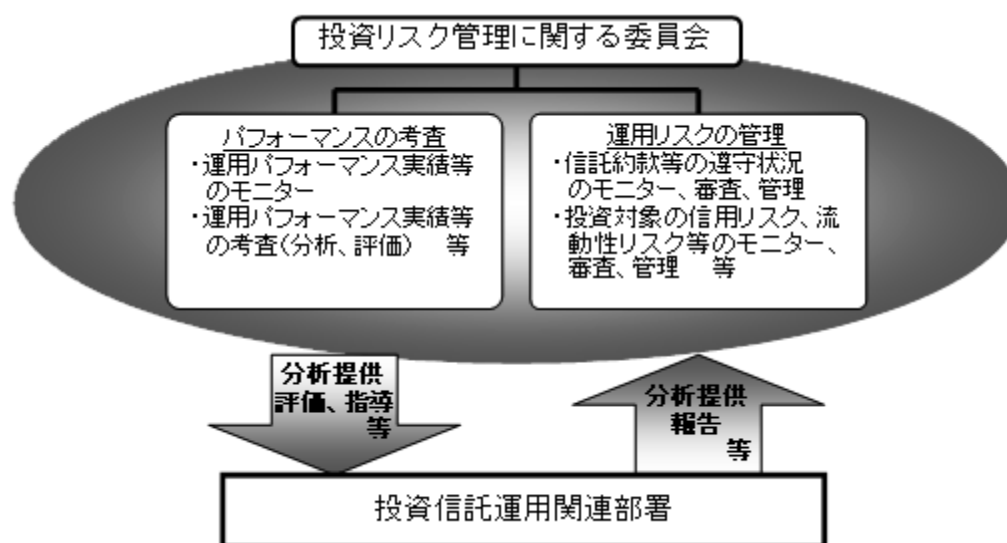 投資リスク管理に関する委員会
パフォーマンスの考査
・運用パフォーマンス実績等
のモニター
・運用パフォーマンス実績等
の考査(分析、評価)　等
運用リスクの管理
・信託約款等の遵守状況
のモニター、審査、管理
・投資対象の信用リスク、流
動性リスク等のモニター、
審査、管理　等
分析提供
評価、指導
等
分析提供
報告
等
投資信託運用関連部署